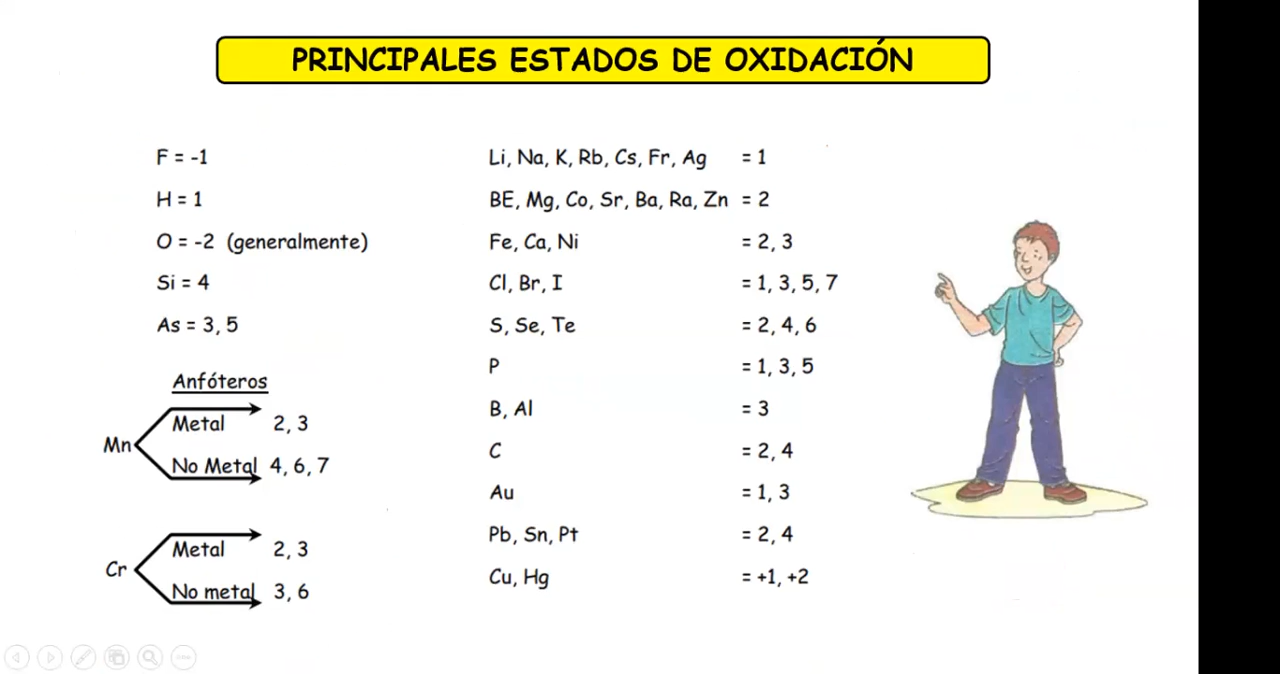 PRINCIPALES ESTADOS DE OXIDACIÓN
F = -1
H = 1
O = -2 (generalmente)
Si = 4
As = 3, 5
Anfóteros
Mn
Metal 2, 3
No Metal 4, 6, 7
Cr
Metal 2, 3
No metal 3, 6
Li, Na, K, Rb, Cs, Fr, Ag = 1
BE, Mg, Co, Sr, Ba, Ra, Zn = 2
Fe, Ca, Ni = 2, 3
Cl, Br, I = 1, 3, 5, 7
S, Se, Te = 2, 4, 6
P = 1, 3, 5
B, Al = 3
C = 2, 4
Au = 1, 3
Pb, Sn, Pt = 2, 4
Cu, Hg = +1, +2